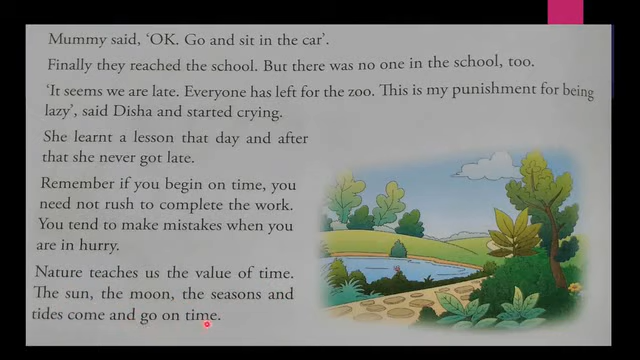 Mummy said, 'OK. Go and sit in the car'.
Finally they reached the school. But there was no one in the school, too.
'It seems we are late. Everyone has left for the zoo. This is my punishment for being
lazy', said Disha and started crying.
She learnt a lesson that day and after
that she never got late.
Remember if you begin on time, you
need not rush to complete the work.
You tend to make mistakes when you
are in hurry.
Nature teaches us the value of time.
The sun, the moon, the seasons and
tides come and go on time.